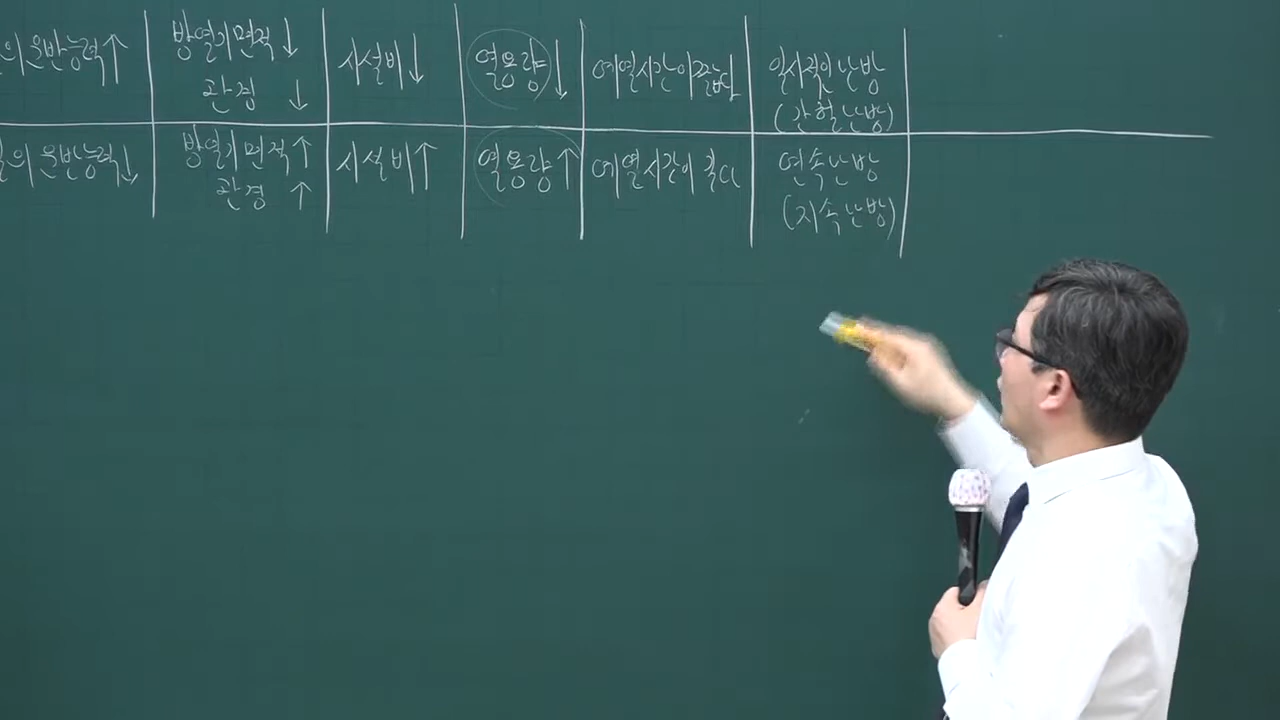 의 운반능력↑
방열기면적↓
관경 ↓
시설비↓
열용량↓
예열시간이 짧다
일시적인 난방
(간헐난방)
열의 운반능력↓
방열기면적↑
관경 ↑
시설비↑
열용량↑
예열시간이 길다
연속난방
(지속난방)